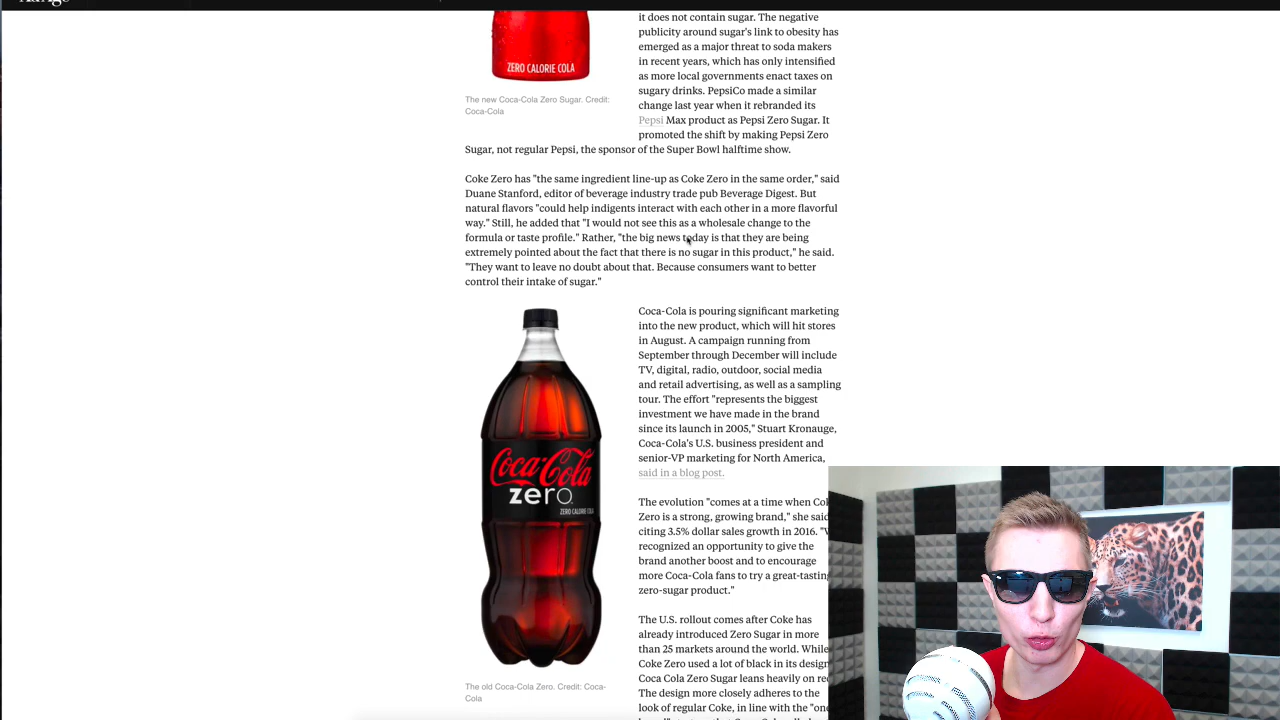 ZERO CALORIE COLA
The new Coca-Cola Zero Sugar. Credit:
Coca-Cola
it does not contain sugar. The negative
publicity around sugar's link to obesity has
emerged as a major threat to soda makers
in recent years, which has only intensified
as more local governments enact taxes on
sugary drinks. PepsiCo made a similar
change last year when it rebranded its
Pepsi Max product as Pepsi Zero Sugar. It
promoted the shift by making Pepsi Zero
Sugar, not regular Pepsi, the sponsor of the Super Bowl halftime show.
Coke Zero has "the same ingredient line-up as Coke Zero in the same order," said
Duane Stanford, editor of beverage industry trade pub Beverage Digest. But
natural flavors "could help indigents interact with each other in a more flavorful
way." Still, he added that "I would not see this as a wholesale change to the
formula or taste profile." Rather, "the big news today is that they are being
extremely pointed about the fact that there is no sugar in this product," he said.
"They want to leave no doubt about that. Because consumers want to better
control their intake of sugar."
Coca-Cola
zero
ZERO CALORIE COLA
The old Coca-Cola Zero. Credit: Coca-
Cola
Coca-Cola is pouring significant marketing
into the new product, which will hit stores
in August. A campaign running from
September through December will include
TV, digital, radio, outdoor, social media
and retail advertising, as well as a sampling
tour. The effort "represents the biggest
investment we have made in the brand
since its launch in 2005," Stuart Kronauge,
Coca-Cola's U.S. business president and
senior-VP marketing for North America,
said in a blog post.
The evolution "comes at a time when
Zero is a strong, growing brand," she said
citing 3.5% dollar sales growth in 2016.
recognized an opportunity to give the
brand another boost and to encourage
more Coca-Cola fans to try a great-tasting
zero-sugar product."
The U.S. rollout comes after Coke has
already introduced Zero Sugar in more
than 25 markets around the world. While
Coke Zero used a lot of black in its design
Coca Cola Zero Sugar leans heavily on
The design more closely adheres to the
look of regular Coke, in line with the "one